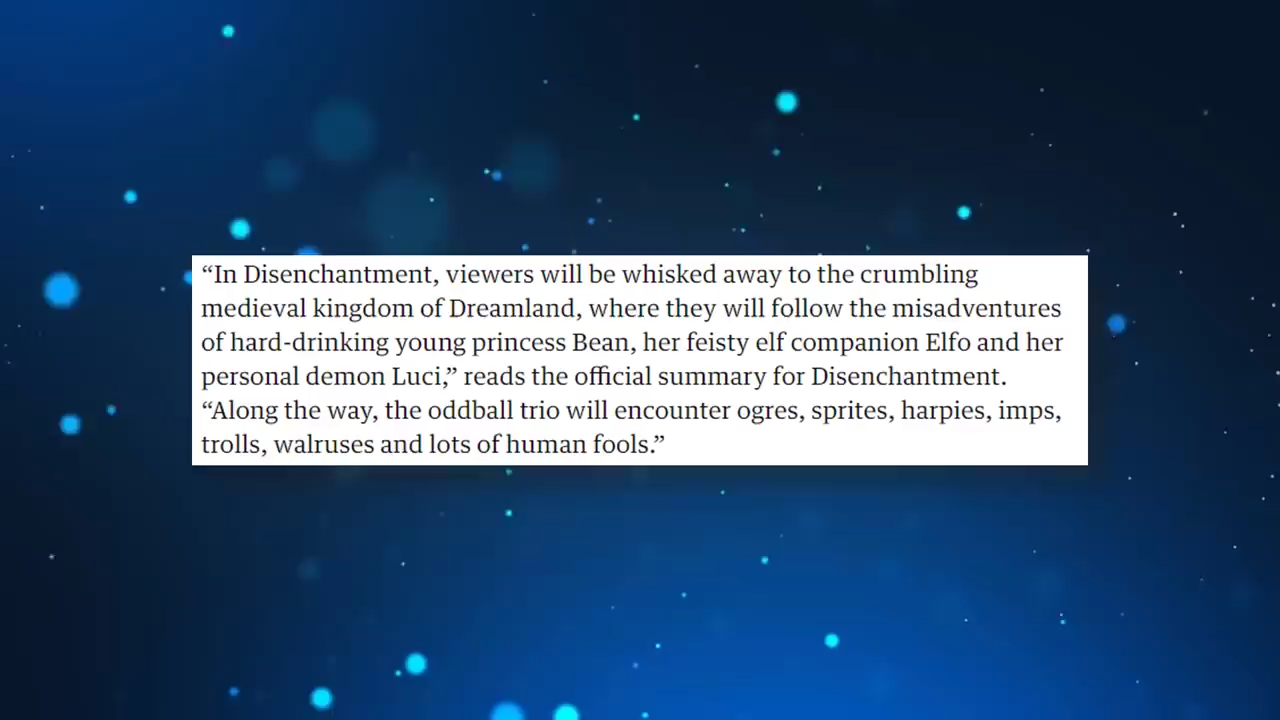 “In Disenchantment, viewers will be whisked away to the crumbling
medieval kingdom of Dreamland, where they will follow the misadventures
of hard-drinking young princess Bean, her feisty elf companion Elfo and her
personal demon Luci,” reads the official summary for Disenchantment.
“Along the way, the oddball trio will encounter ogres, sprites, harpies, imps,
trolls, walruses and lots of human fools.”